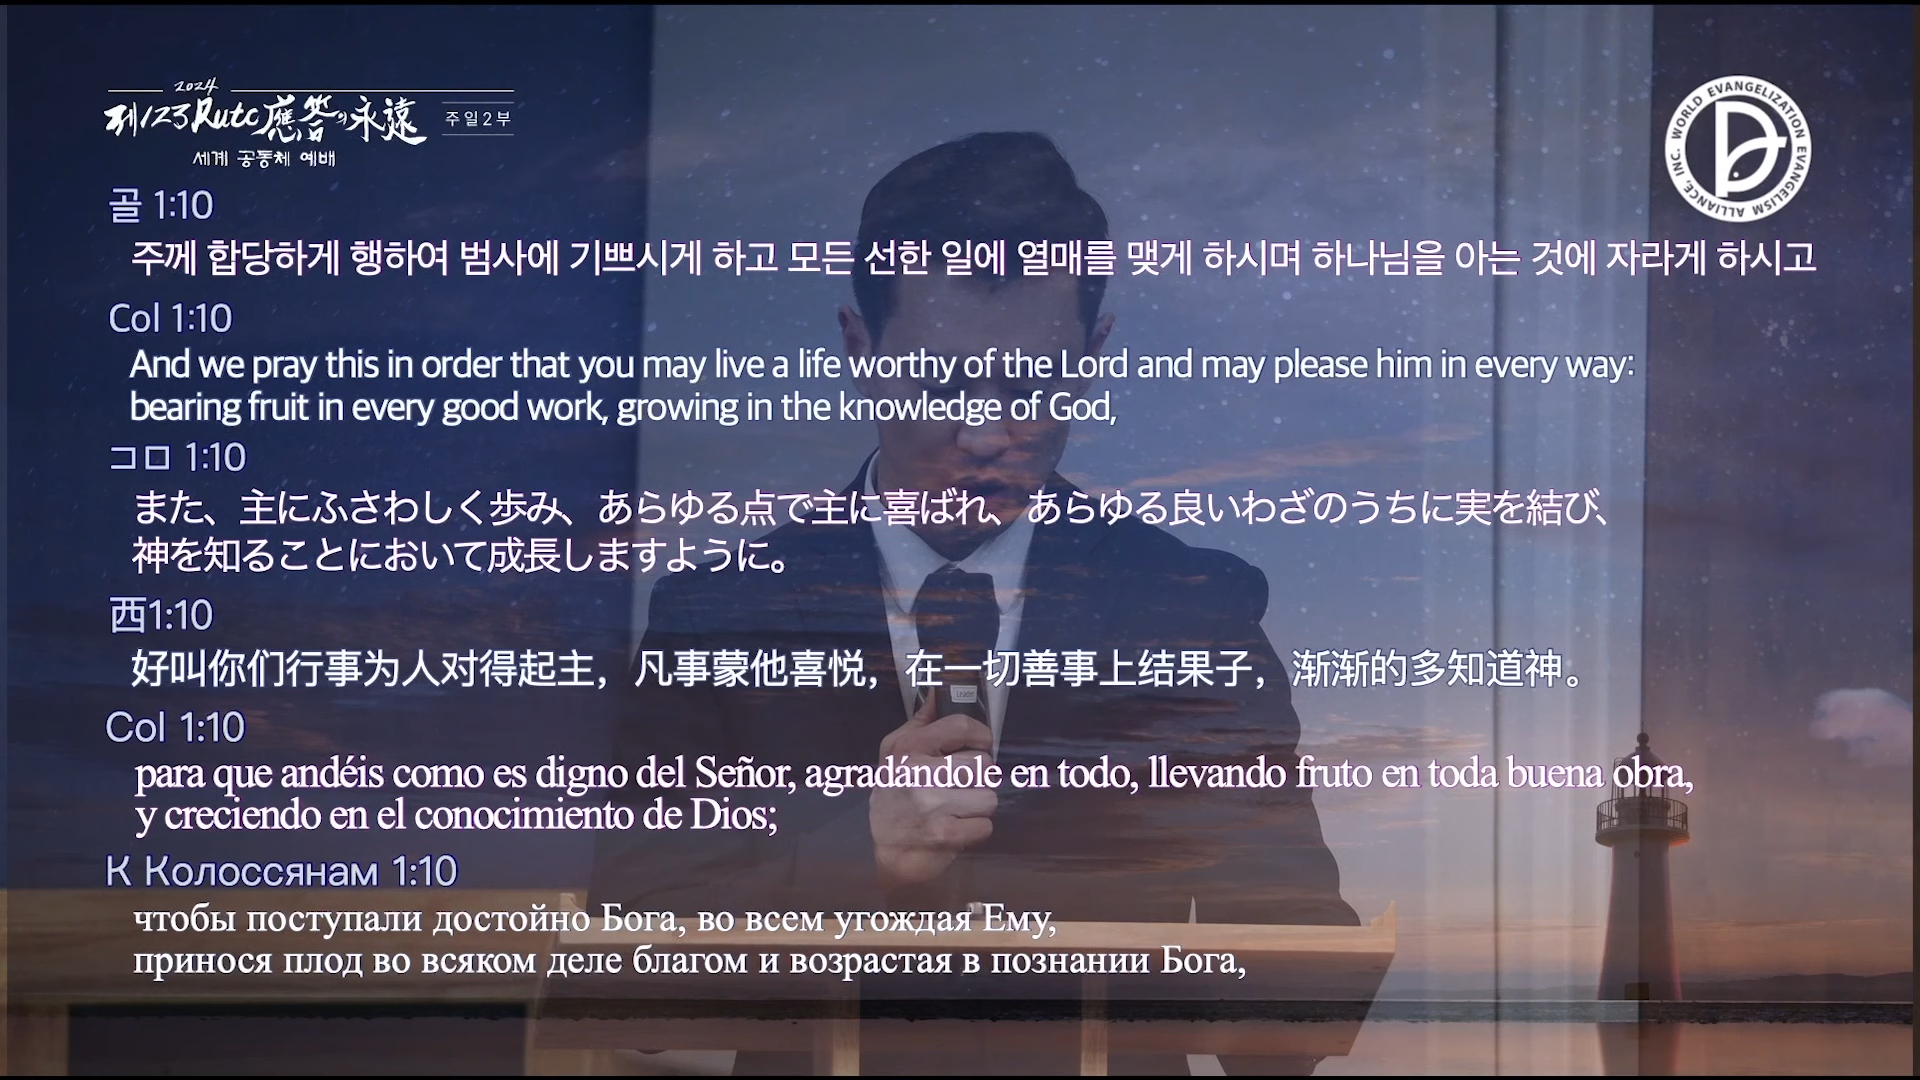 2024
제123 Rutc 應答의 永遠
주일2부
세계 공동체 예배
WORLD EVANGELIZATION EVANGELISM ALLIANCE, INC.
골 1:10
주께 합당하게 행하여 범사에 기쁘시게 하고 모든 선한 일에 열매를 맺게 하시며 하나님을 아는 것에 자라게 하시고
Col 1:10
And we pray this in order that you may live a life worthy of the Lord and may please him in every way:
bearing fruit in every good work, growing in the knowledge of God,
コロ 1:10
また、主にふさわしく歩み、あらゆる点で主に喜ばれ、あらゆる良いわざのうちに実を結び、
神を知ることにおいて成長しますように。
西1:10
好叫你们行事为人对得起主，凡事蒙他喜悦，在一切善事上结果子，渐渐的多知道神。
Col 1:10
para que andéis como es digno del Señor, agradándole en todo, llevando fruto en toda buena obra,
y creciendo en el conocimiento de Dios;
К Колоссянам 1:10
чтобы поступали достойно Бога, во всем угождая Ему,
принося плод во всяком деле благом и возрастая в познании Бога,